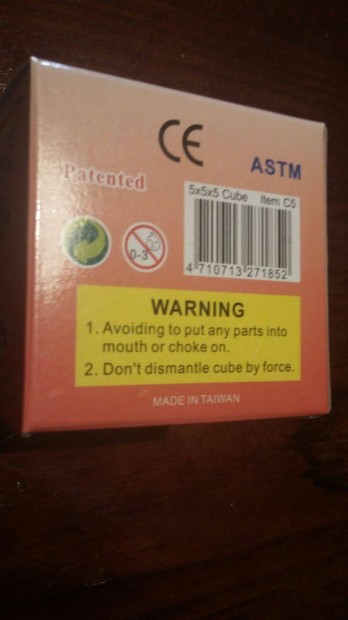 CE
ASTM
Patented
5x5x5 Cube Item C5
0-3
4 710713 271852
WARNING
1. Avoiding to put any parts into
mouth or choke on.
2. Don't dismantle cube by force.
MADE IN TAIWAN